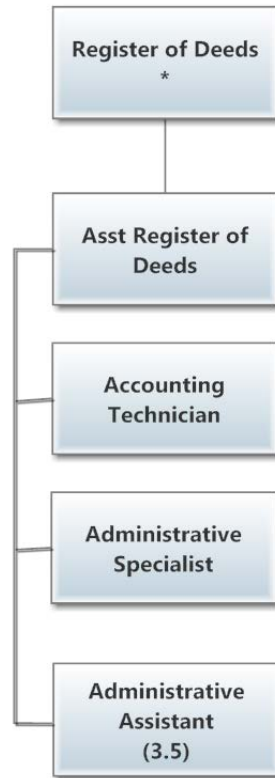 Register of Deeds
*
Asst Register of
Deeds
Accounting
Technician
Administrative
Specialist
Administrative
Assistant
(3.5)